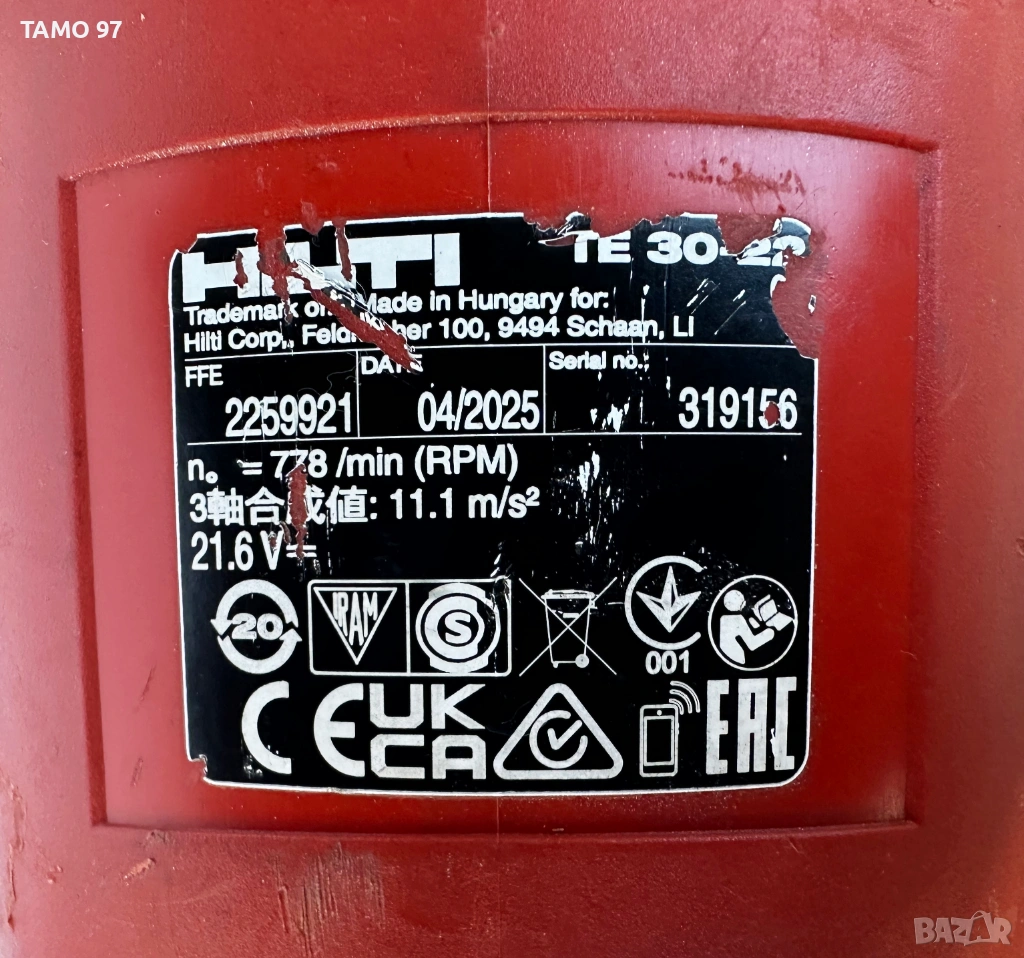 TAMO 97
HILTI TE 30-22
Trademark of Made in Hungary for:
Hilti Corp., 100, 9494 Schaan, LI
FFE DATE Serial no.:
2259921 04/2025 319156
n₀ = 778 /min (RPM)
3軸合成値: 11.1 m/s²
21.6 V
20 IRAM S
001
CE UK CA EAC
BAZAR